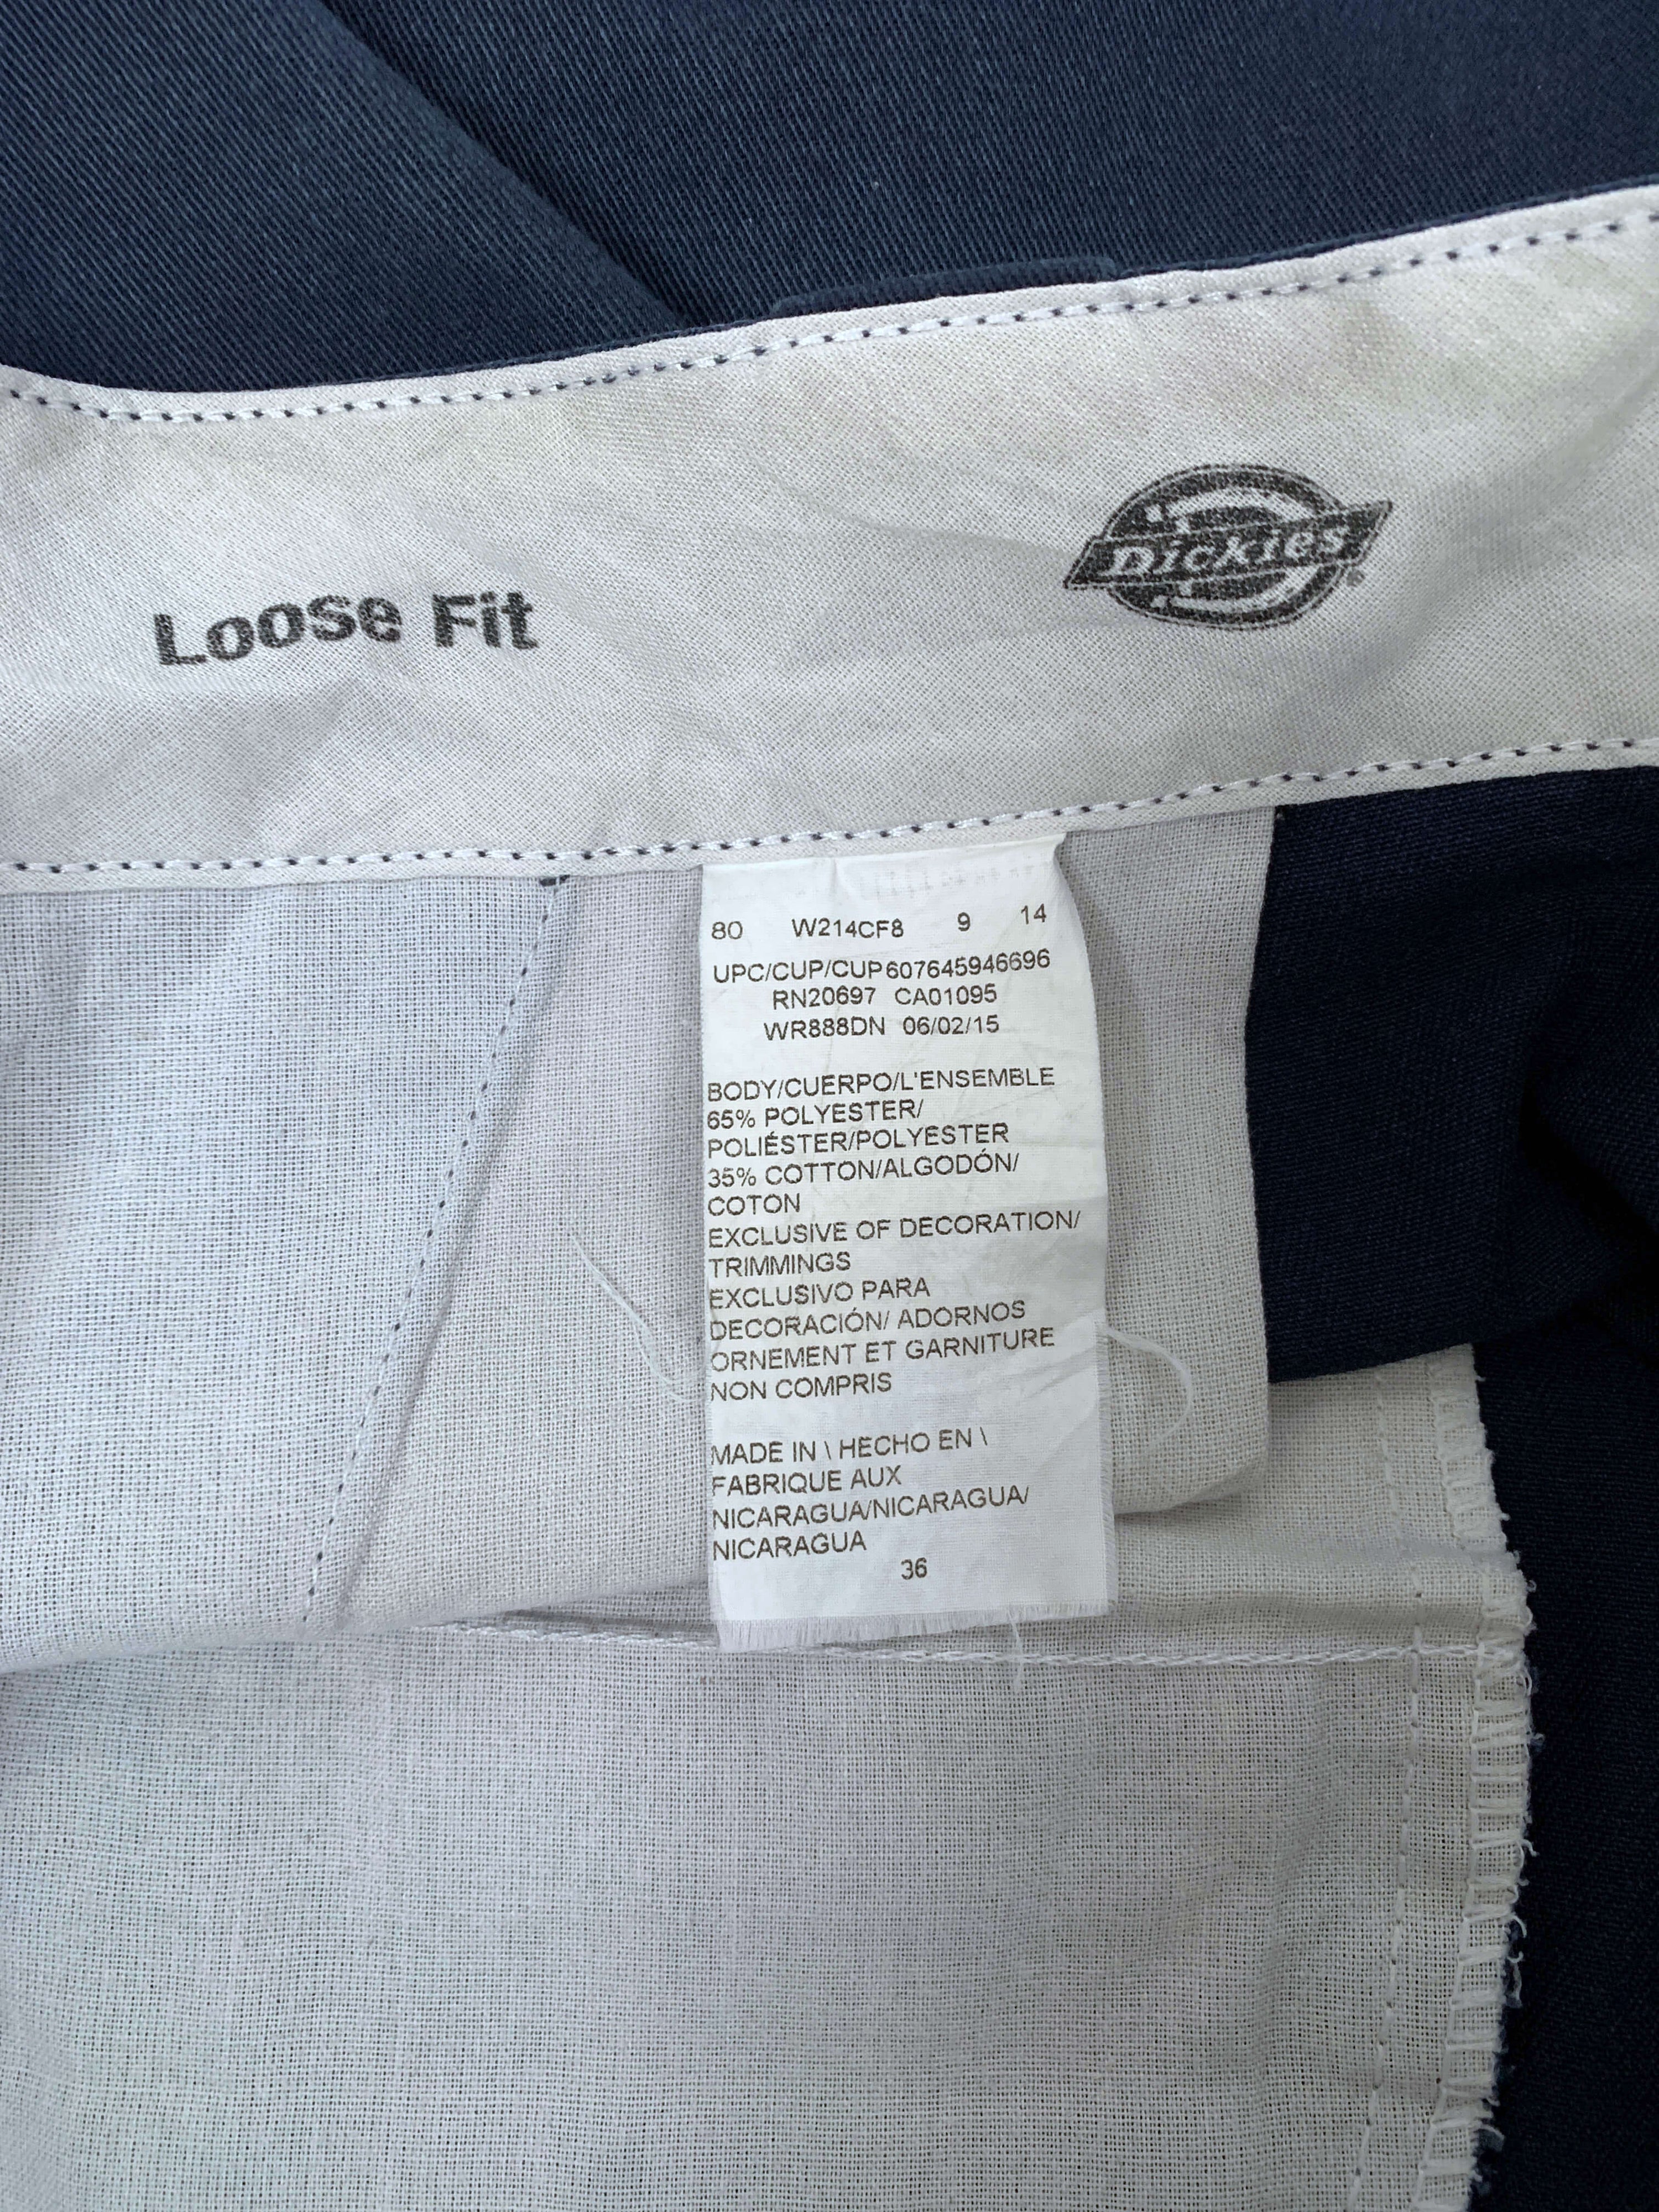 Dickies
Loose Fit
80 W214CF8 9 14
UPC/CUP/CUP607645946696
RN20697 CA01095
WR888DN 06/02/15
BODY/CUERPO/L'ENSEMBLE
65% POLYESTER/
POLIÉSTER/POLYESTER
35% COTTON/ALGODÓN/
COTON
EXCLUSIVE OF DECORATION/
TRIMMINGS
EXCLUSIVO PARA
DECORACIÓN/ ADORNOS
ORNEMENT ET GARNITURE
NON COMPRIS
MADE IN \ HECHO EN \
FABRIQUE AUX
NICARAGUA/NICARAGUA/
NICARAGUA
36